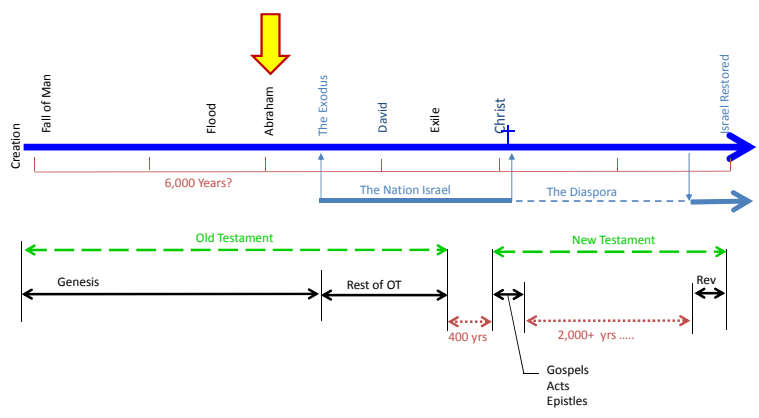 Creation
Fall of Man
Flood
Abraham
The Exodus
David
Exile
Christ
Israel Restored
6,000 Years?
The Nation Israel
The Diaspora
Old Testament
New Testament
Genesis
Rest of OT
Rev
400 yrs
2,000+ yrs .....
Gospels
Acts
Epistles